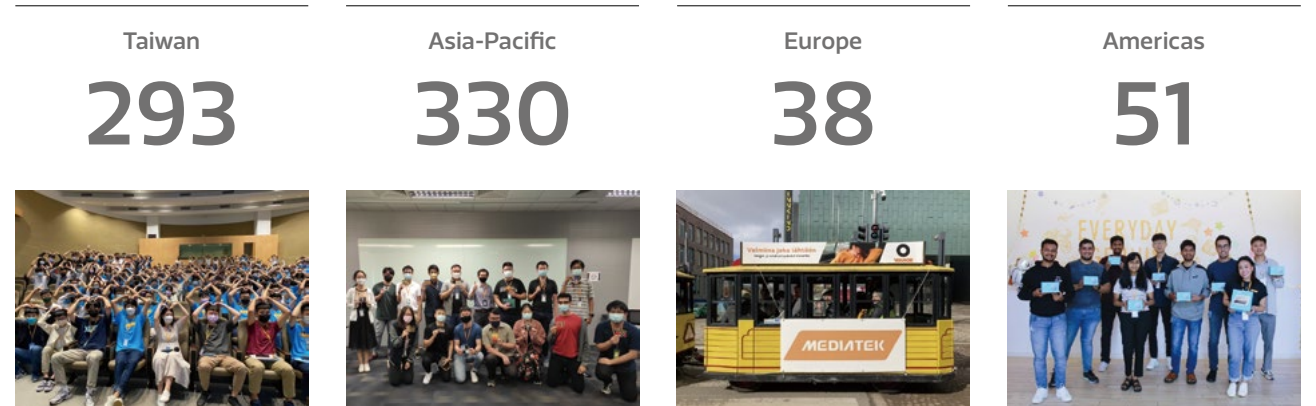 Taiwan
293
Asia-Pacific
330
Europe
38
Americas
51
MEDIATEK
EVERYDAY